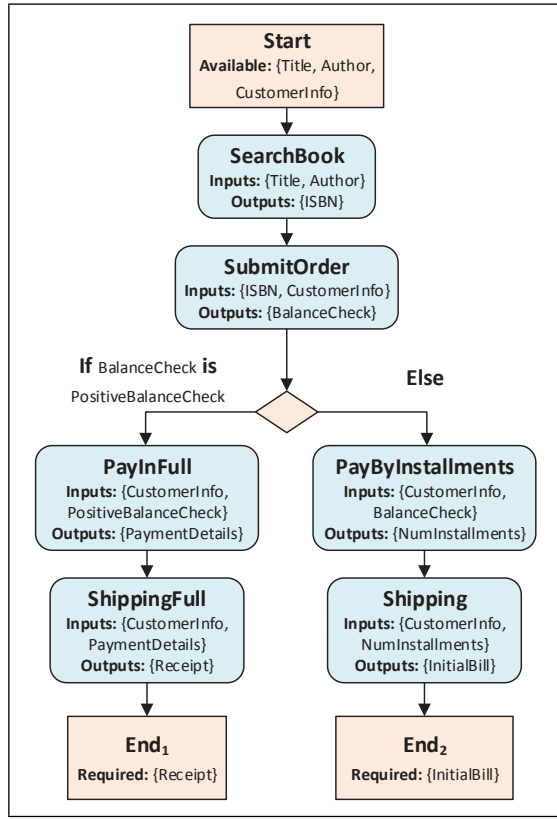 Start
Available: {Title, Author,
CustomerInfo}
SearchBook
Inputs: {Title, Author}
Outputs: {ISBN}
SubmitOrder
Inputs: {ISBN, CustomerInfo}
Outputs: {BalanceCheck}
If BalanceCheck is
PositiveBalanceCheck
Else
PayInFull
Inputs: {CustomerInfo,
PositiveBalanceCheck}
Outputs: {PaymentDetails}
PayByInstallments
Inputs: {CustomerInfo,
BalanceCheck}
Outputs: {NumInstallments}
ShippingFull
Inputs: {CustomerInfo,
PaymentDetails}
Outputs: {Receipt}
Shipping
Inputs: {CustomerInfo,
NumInstallments}
Outputs: {InitialBill}
End₁
Required: {Receipt}
End₂
Required: {InitialBill}